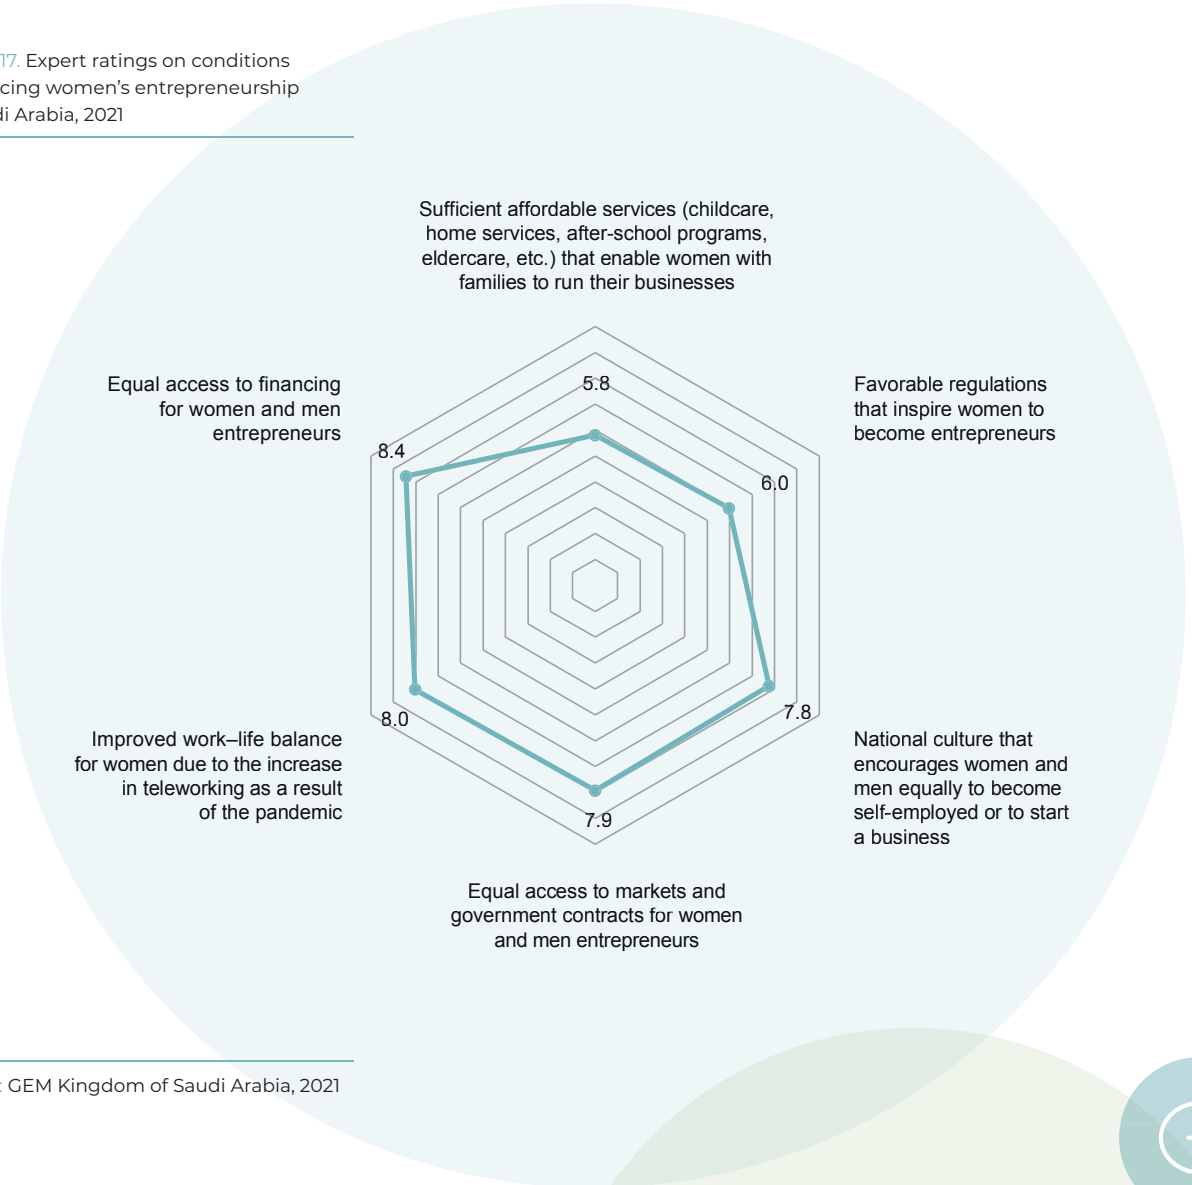 17. Expert ratings on conditions
cing women's entrepreneurship
di Arabia, 2021
Sufficient affordable services (childcare,
home services, after-school programs,
eldercare, etc.) that enable women with
families to run their businesses
5.8
Equal access to financing
for women and men
entrepreneurs
8.4
Favorable regulations
that inspire women to
become entrepreneurs
6.0
Improved work–life balance
for women due to the increase
in teleworking as a result
of the pandemic
8.0
7.8
National culture that
encourages women and
men equally to become
self-employed or to start
a business
7.9
Equal access to markets and
government contracts for women
and men entrepreneurs
: GEM Kingdom of Saudi Arabia, 2021